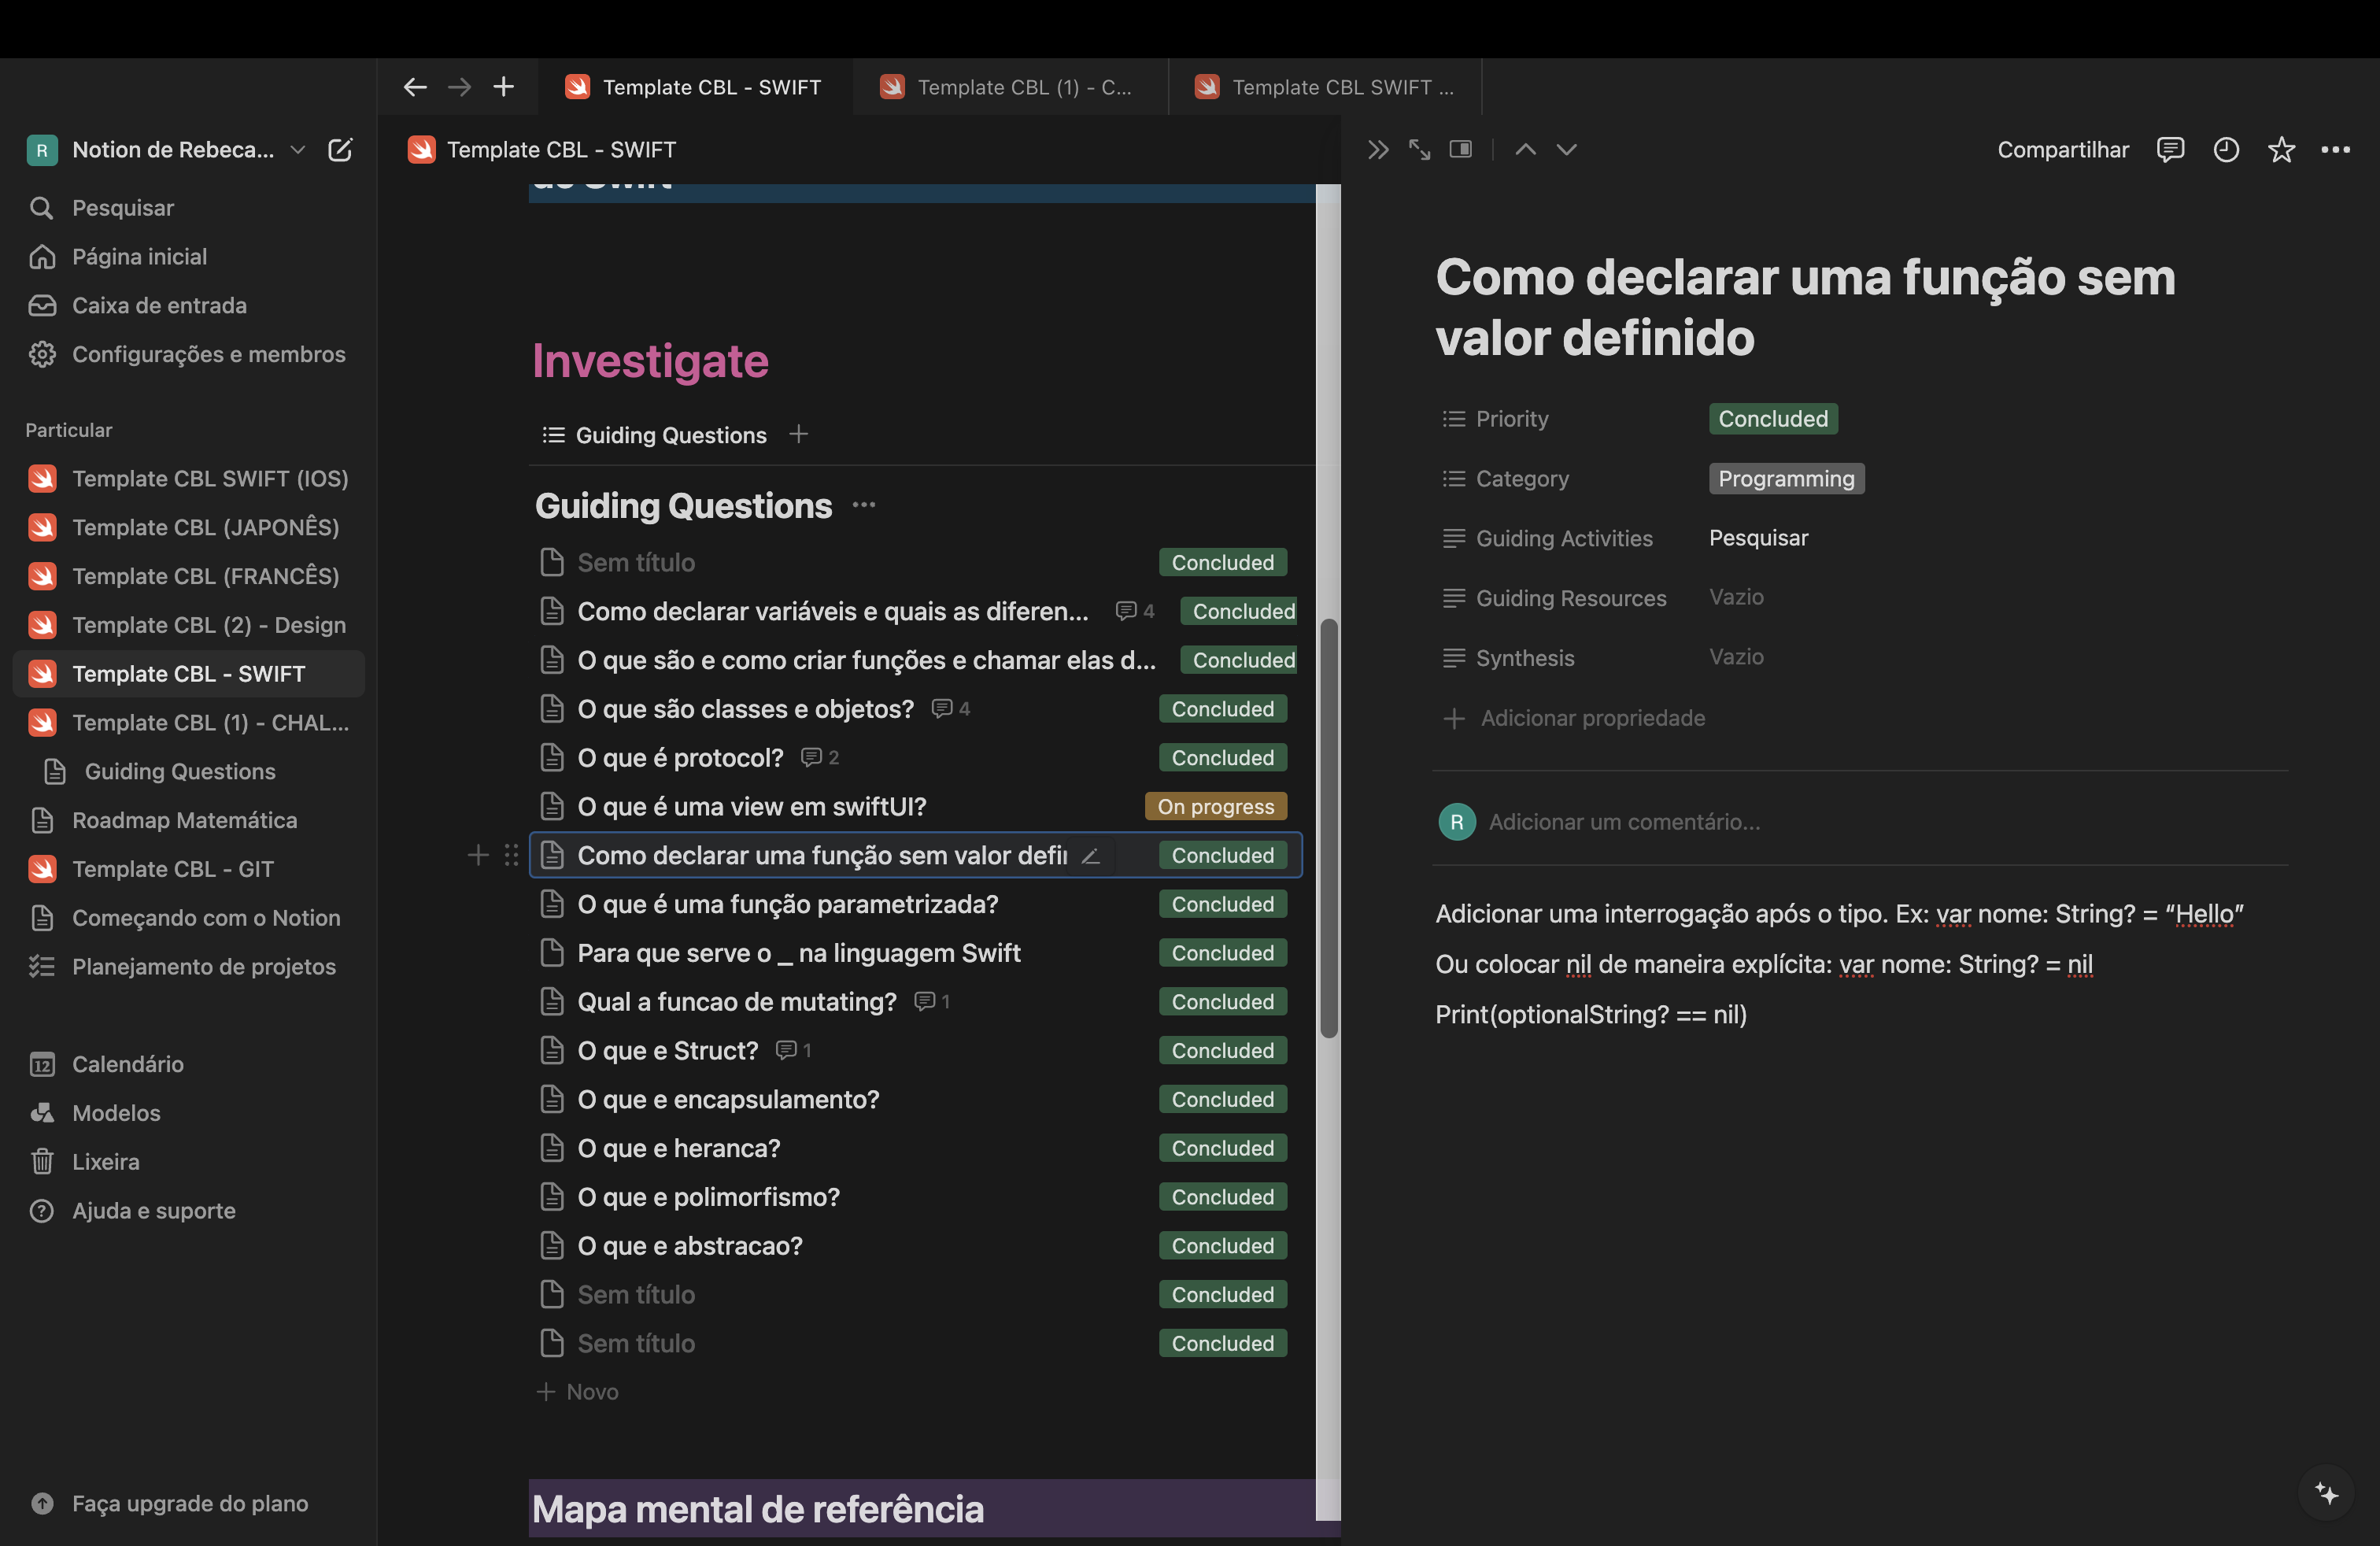 Template CBL - SWIFT
Template CBL (1) - C...
Template CBL SWIFT ...
R Notion de Rebeca...
Pesquisar
Página inicial
Caixa de entrada
Configurações e membros
Particular
Template CBL SWIFT (IOS)
Template CBL (JAPONÊS)
Template CBL (FRANCÊS)
Template CBL (2) - Design
Template CBL - SWIFT
Template CBL (1) - CHAL...
Guiding Questions
Roadmap Matemática
Template CBL - GIT
Começando com o Notion
Planejamento de projetos
12 Calendário
Modelos
Lixeira
Ajuda e suporte
Faça upgrade do plano
Template CBL - SWIFT
de Swift
Investigate
Guiding Questions
Guiding Questions
Sem título Concluded
Como declarar variáveis e quais as diferen... 4 Concluded
O que são e como criar funções e chamar elas d... Concluded
O que são classes e objetos? 4 Concluded
O que é protocol? 2 Concluded
O que é uma view em swiftUI? On progress
Como declarar uma função sem valor defi Concluded
O que é uma função parametrizada? Concluded
Para que serve o _ na linguagem Swift Concluded
Qual a funcao de mutating? 1 Concluded
O que e Struct? 1 Concluded
O que e encapsulamento? Concluded
O que e heranca? Concluded
O que e polimorfismo? Concluded
O que e abstracao? Concluded
Sem título Concluded
Sem título Concluded
Novo
Mapa mental de referência
Compartilhar
Como declarar uma função sem
valor definido
Priority Concluded
Category Programming
Guiding Activities Pesquisar
Guiding Resources Vazio
Synthesis Vazio
Adicionar propriedade
R Adicionar um comentário...
Adicionar uma interrogação após o tipo. Ex: var nome: String? = “Hello”
Ou colocar nil de maneira explícita: var nome: String? = nil
Print(optionalString? == nil)